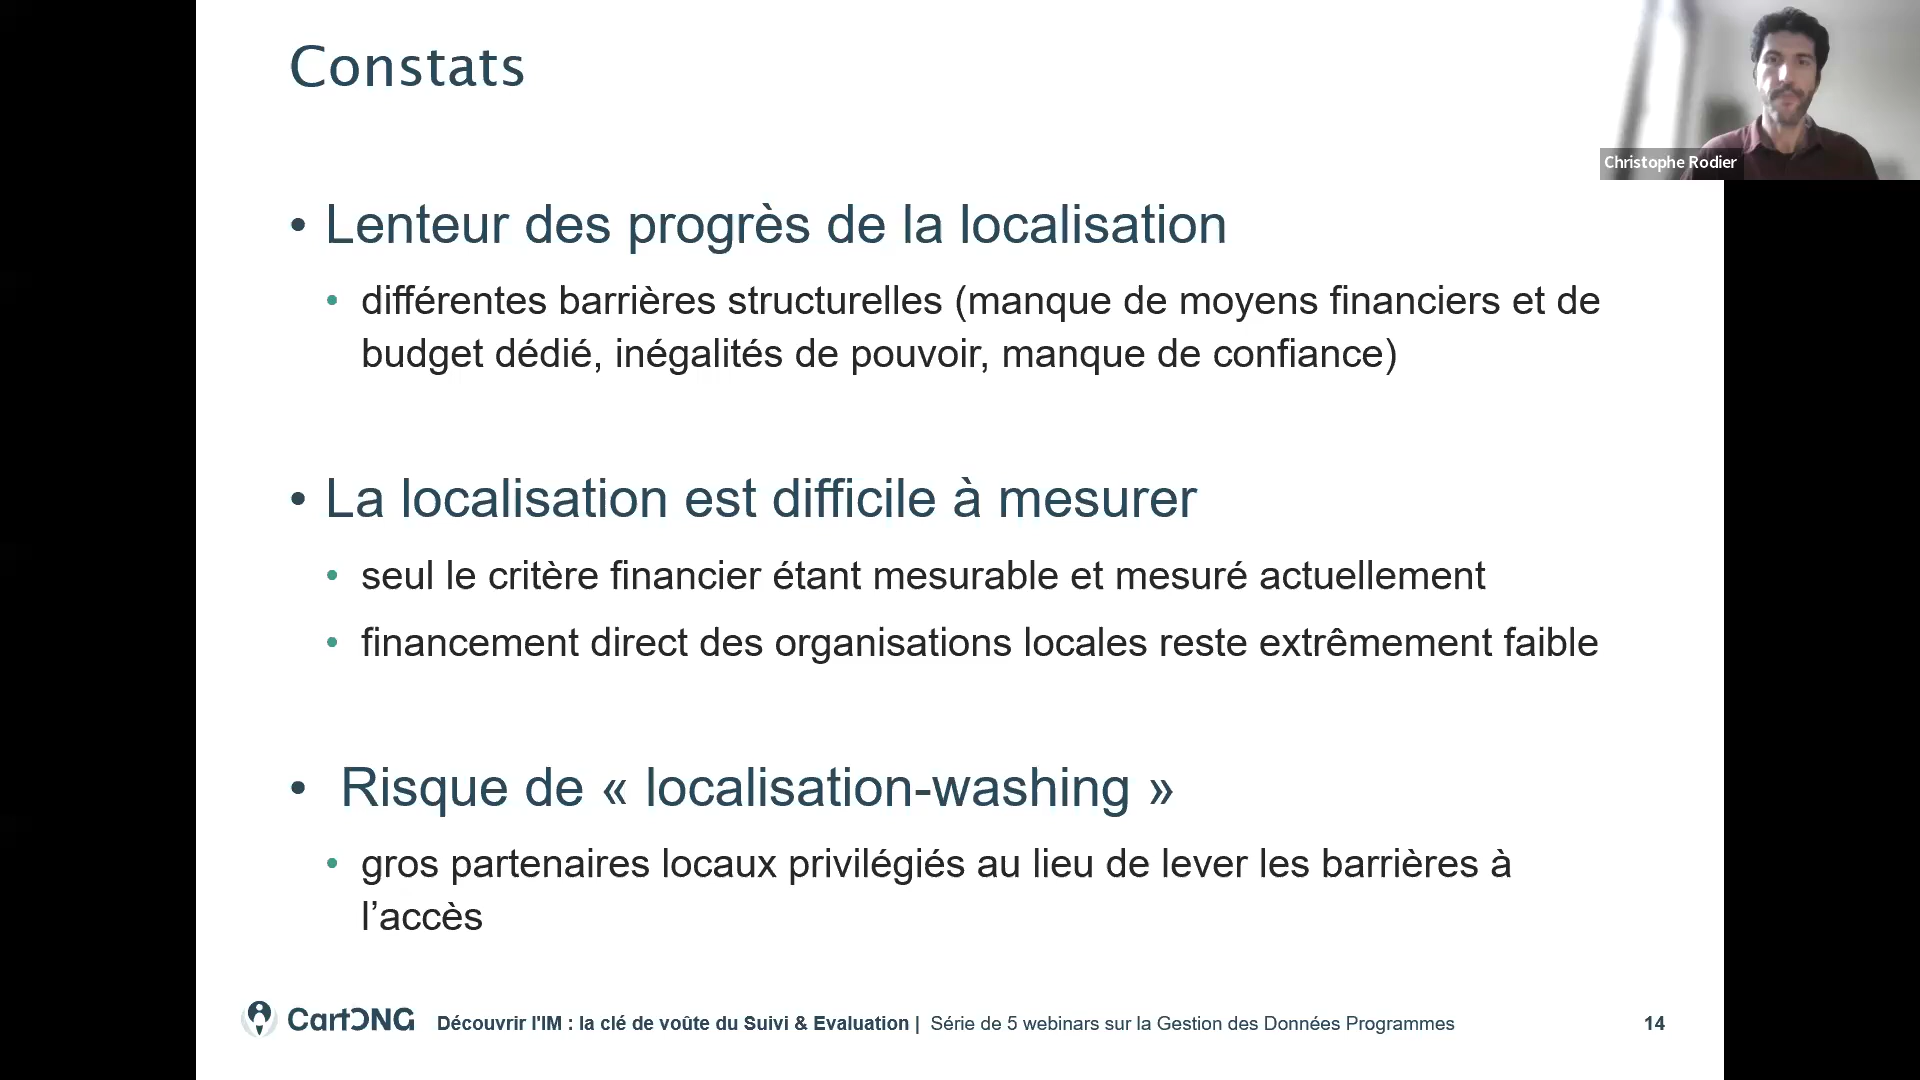 Constats
Christophe Rodier
• Lenteur des progrès de la localisation
• différentes barrières structurelles (manque de moyens financiers et de
budget dédié, inégalités de pouvoir, manque de confiance)
• La localisation est difficile à mesurer
• seul le critère financier étant mesurable et mesuré actuellement
• financement direct des organisations locales reste extrêmement faible
• Risque de « localisation-washing »
• gros partenaires locaux privilégiés au lieu de lever les barrières à
l’accès
CartONG Découvrir l'IM : la clé de voûte du Suivi & Evaluation | Série de 5 webinars sur la Gestion des Données Programmes 14